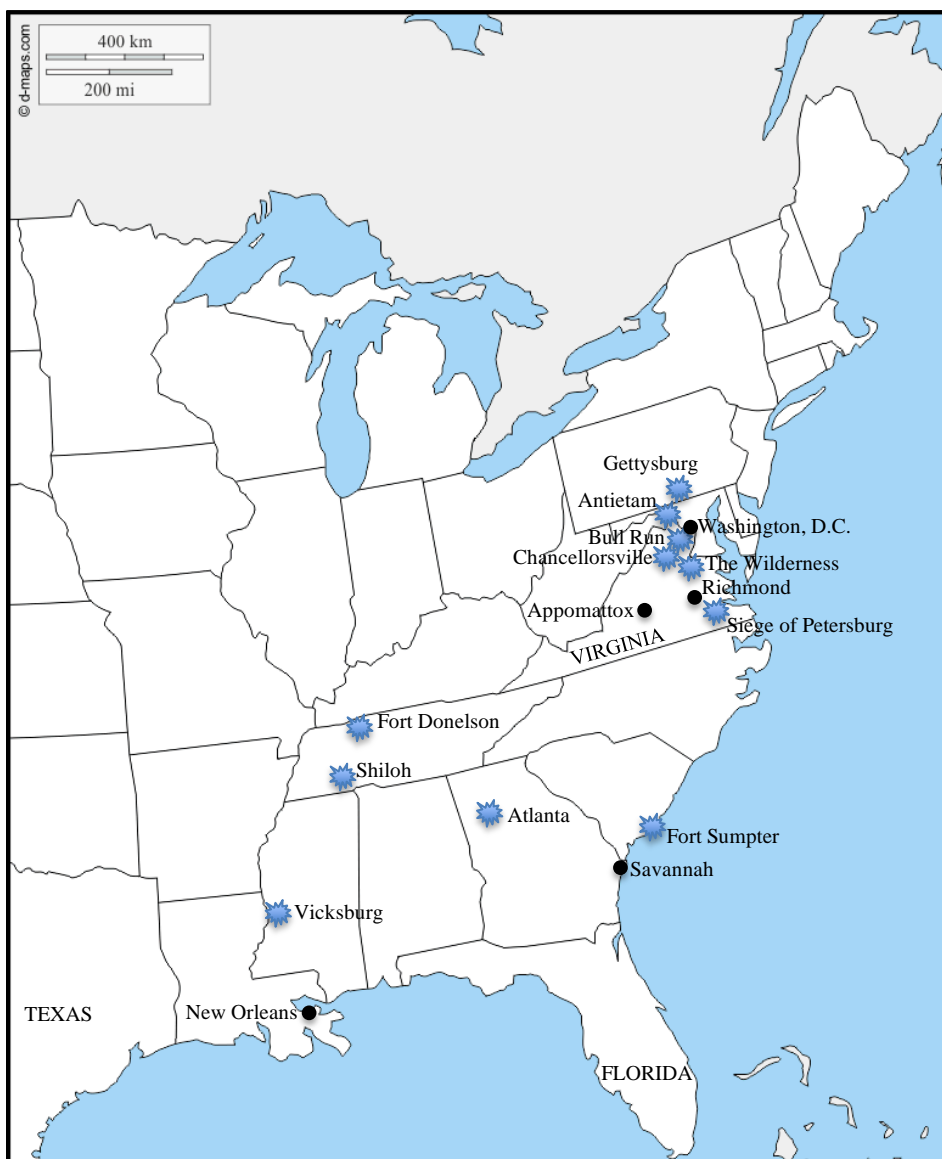 400 km
200 mi
© d-maps.com
Gettysburg
Antietam
Washington, D.C.
Bull Run
Chancellorsville
The Wilderness
Richmond
Appomattox
Siege of Petersburg
VIRGINIA
Fort Donelson
Shiloh
Atlanta
Fort Sumpter
Savannah
Vicksburg
New Orleans
TEXAS
FLORIDA